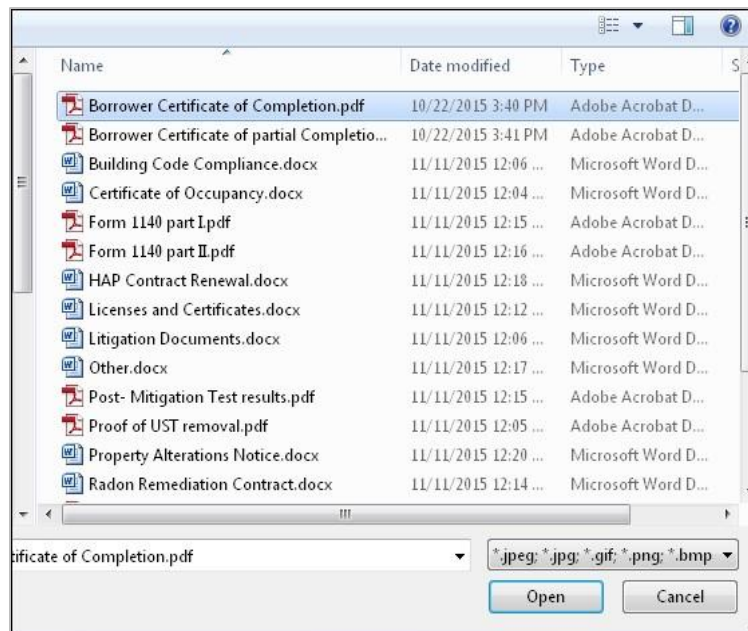 Name Date modified Type S
Borrower Certificate of Completion.pdf 10/22/2015 3:40 PM Adobe Acrobat D...
Borrower Certificate of partial Completio... 10/22/2015 3:41 PM Adobe Acrobat D...
Building Code Compliance.docx 11/11/2015 12:06 ... Microsoft Word D...
Certificate of Occupancy.docx 11/11/2015 12:04 ... Microsoft Word D...
Form 1140 part I.pdf 11/11/2015 12:15 ... Adobe Acrobat D...
Form 1140 part II.pdf 11/11/2015 12:16 ... Adobe Acrobat D...
HAP Contract Renewal.docx 11/11/2015 12:18 ... Microsoft Word D...
Licenses and Certificates.docx 11/11/2015 12:12 ... Microsoft Word D...
Litigation Documents.docx 11/11/2015 12:06 ... Microsoft Word D...
Other.docx 11/11/2015 12:17 ... Microsoft Word D...
Post- Mitigation Test results.pdf 11/11/2015 12:15 ... Adobe Acrobat D...
Proof of UST removal.pdf 11/11/2015 12:05 ... Adobe Acrobat D...
Property Alterations Notice.docx 11/11/2015 12:20 ... Microsoft Word D...
Radon Remediation Contract.docx 11/11/2015 12:14 ... Microsoft Word D...
tificate of Completion.pdf *.jpeg; *.jpg; *.gif; *.png; *.bmp
Open Cancel